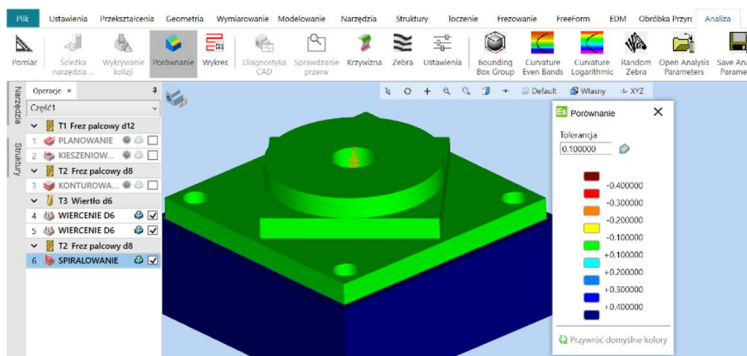 Plik Ustawienia Przekształcenia Geometria Wymiarowanie Modelowanie Narzędzia Struktury Toczenie Frezowanie FreeForm EDM Obróbka Przyrc Analiza
Pomiar Ścieżka narzędzia ... Wykrywanie kolizji Porównanie Wykres Diagnostyka CAD Sprawdzanie przerw Krzywizna Zebra Ustawienia Bounding Box Group Curvature Even Bands Curvature Logarithmic Random Zebra Open Analysis Parameters Save Ana Parame
Narzędzia
Struktury
Operacje ×
Default Własny XYZ
Część1
T1 Frez palcowy d12
1 PLANOWANIE
2 KIESZENIOW...
T2 Frez palcowy d8
3 KONTUROWA...
T3 Wiertło d6
4 WIERCENIE D6
5 WIERCENIE D6
T2 Frez palcowy d8
6 SPIRALOWANIE
Porównanie
Tolerancja
0.100000
-0.400000
-0.300000
-0.200000
-0.100000
+0.100000
+0.200000
+0.300000
+0.400000
Przywróć domyślne kolory